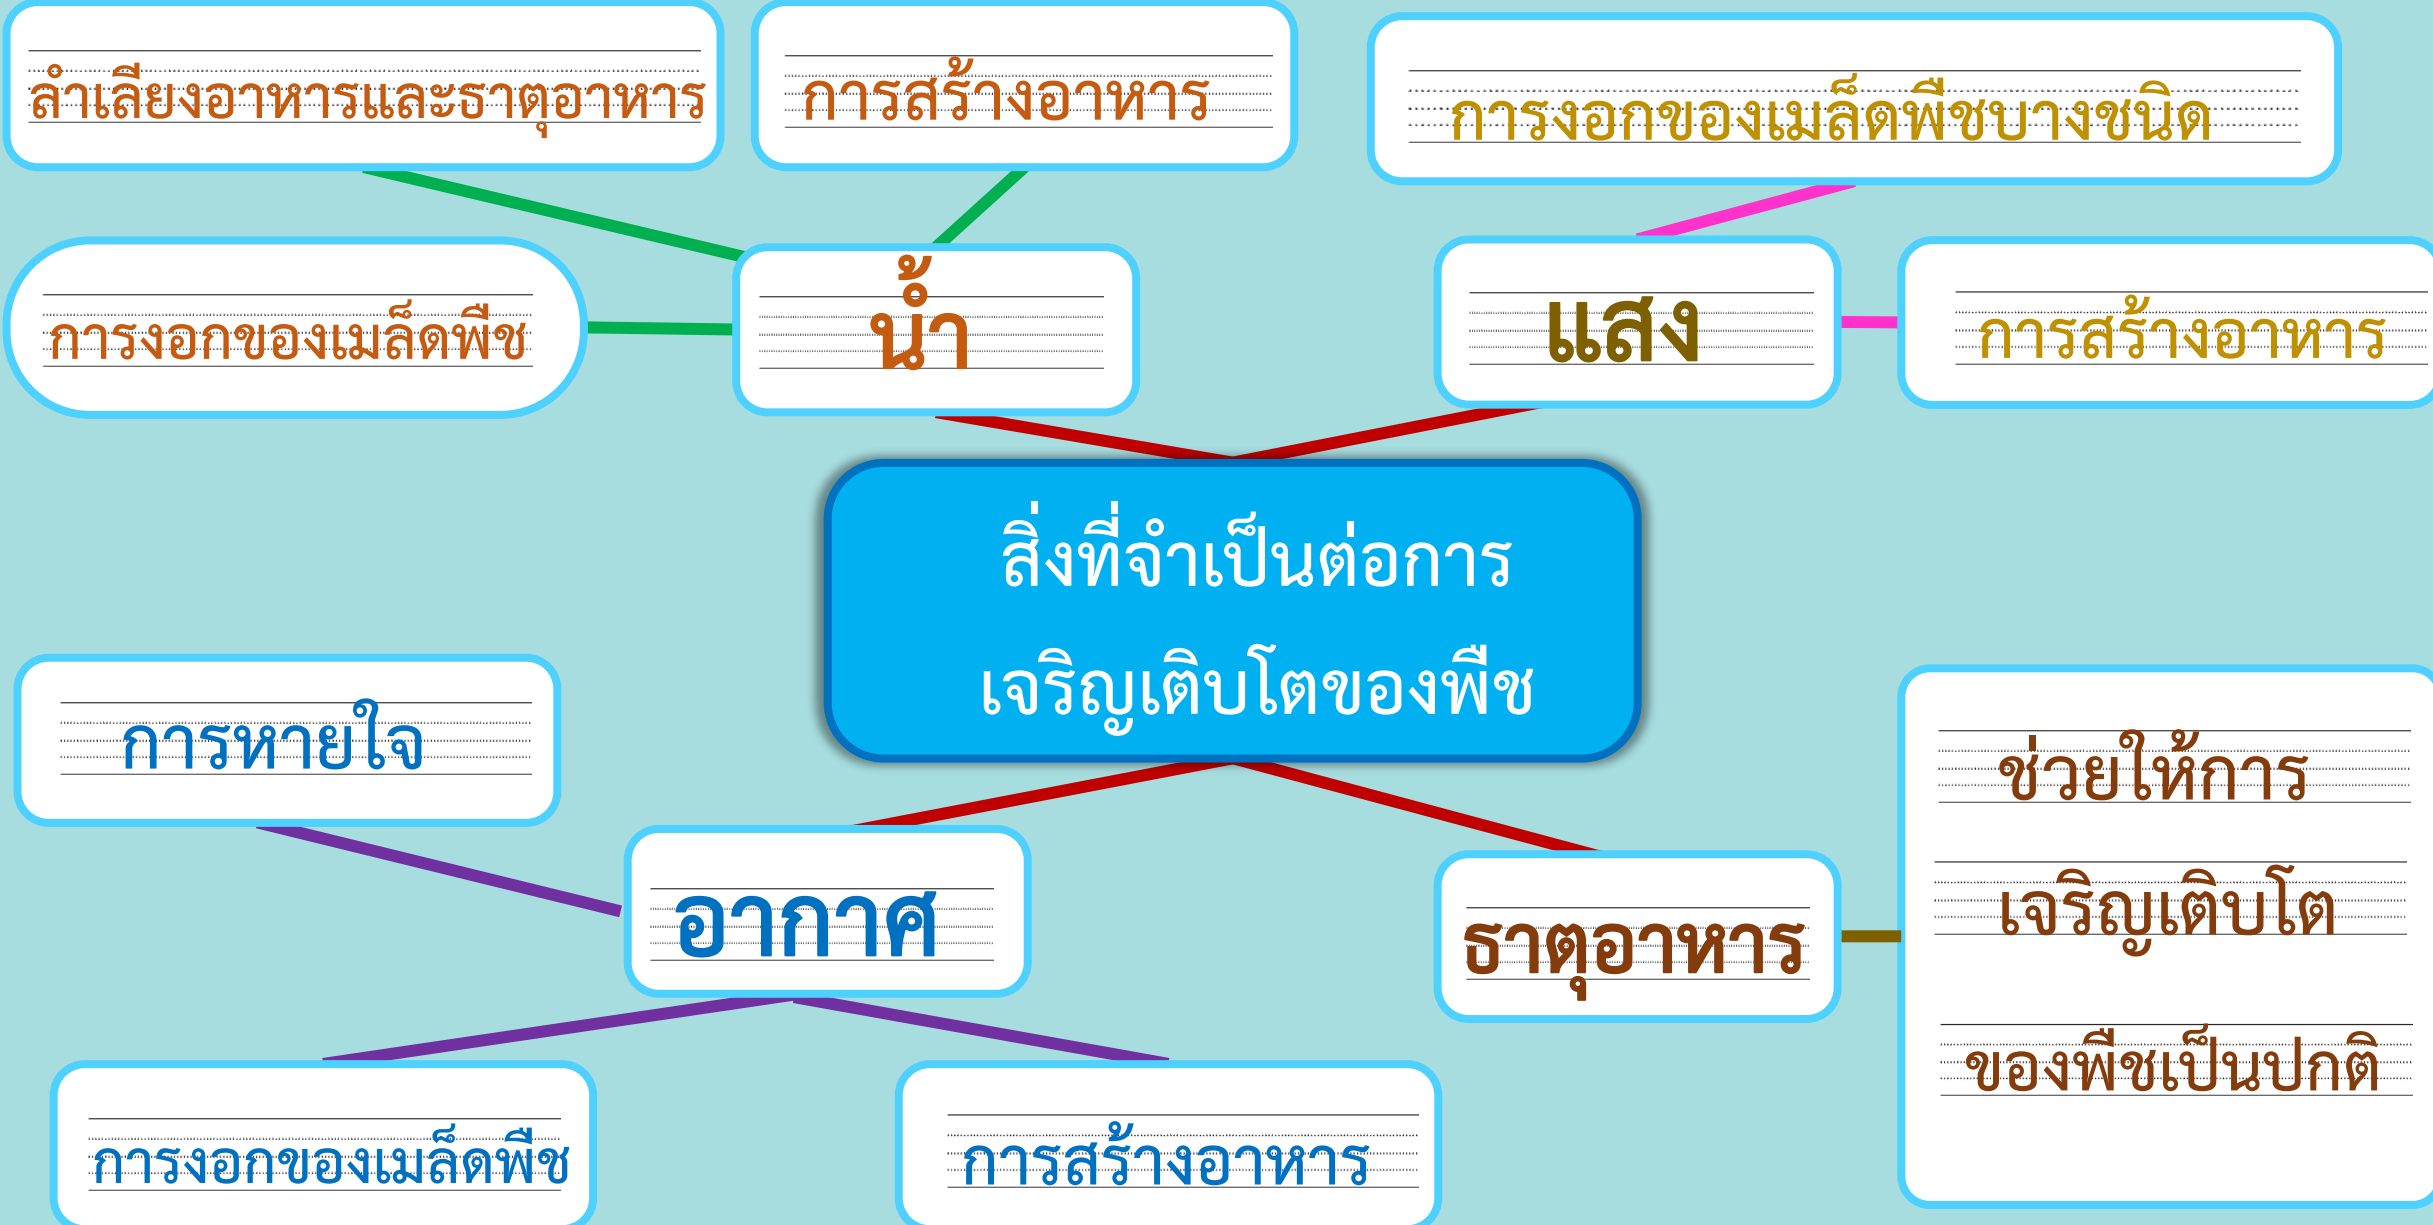 ลำเลียงอาหารและธาตุอาหาร
การสร้างอาหาร
การงอกของเมล็ดพืชบางชนิด
การงอกของเมล็ดพืช
น้ำ
แสง
การสร้างอาหาร
สิ่งที่จำเป็นต่อการ
เจริญเติบโตของพืช
การหายใจ
อากาศ
ธาตุอาหาร
ช่วยให้การ
เจริญเติบโต
ของพืชเป็นปกติ
การงอกของเมล็ดพืช
การสร้างอาหาร